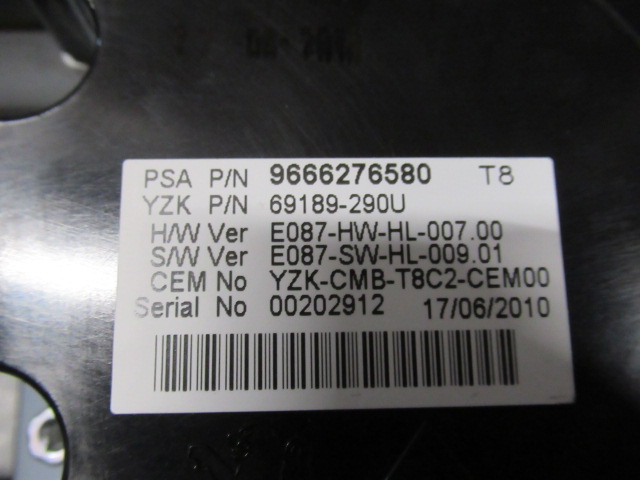 PSA P/N 9666276580 T8
YZK P/N 69189-290U
H/W Ver E087-HW-HL-007.00
S/W Ver E087-SW-HL-009.01
CEM No YZK-CMB-T8C2-CEM00
Serial No 00202912 17/06/2010